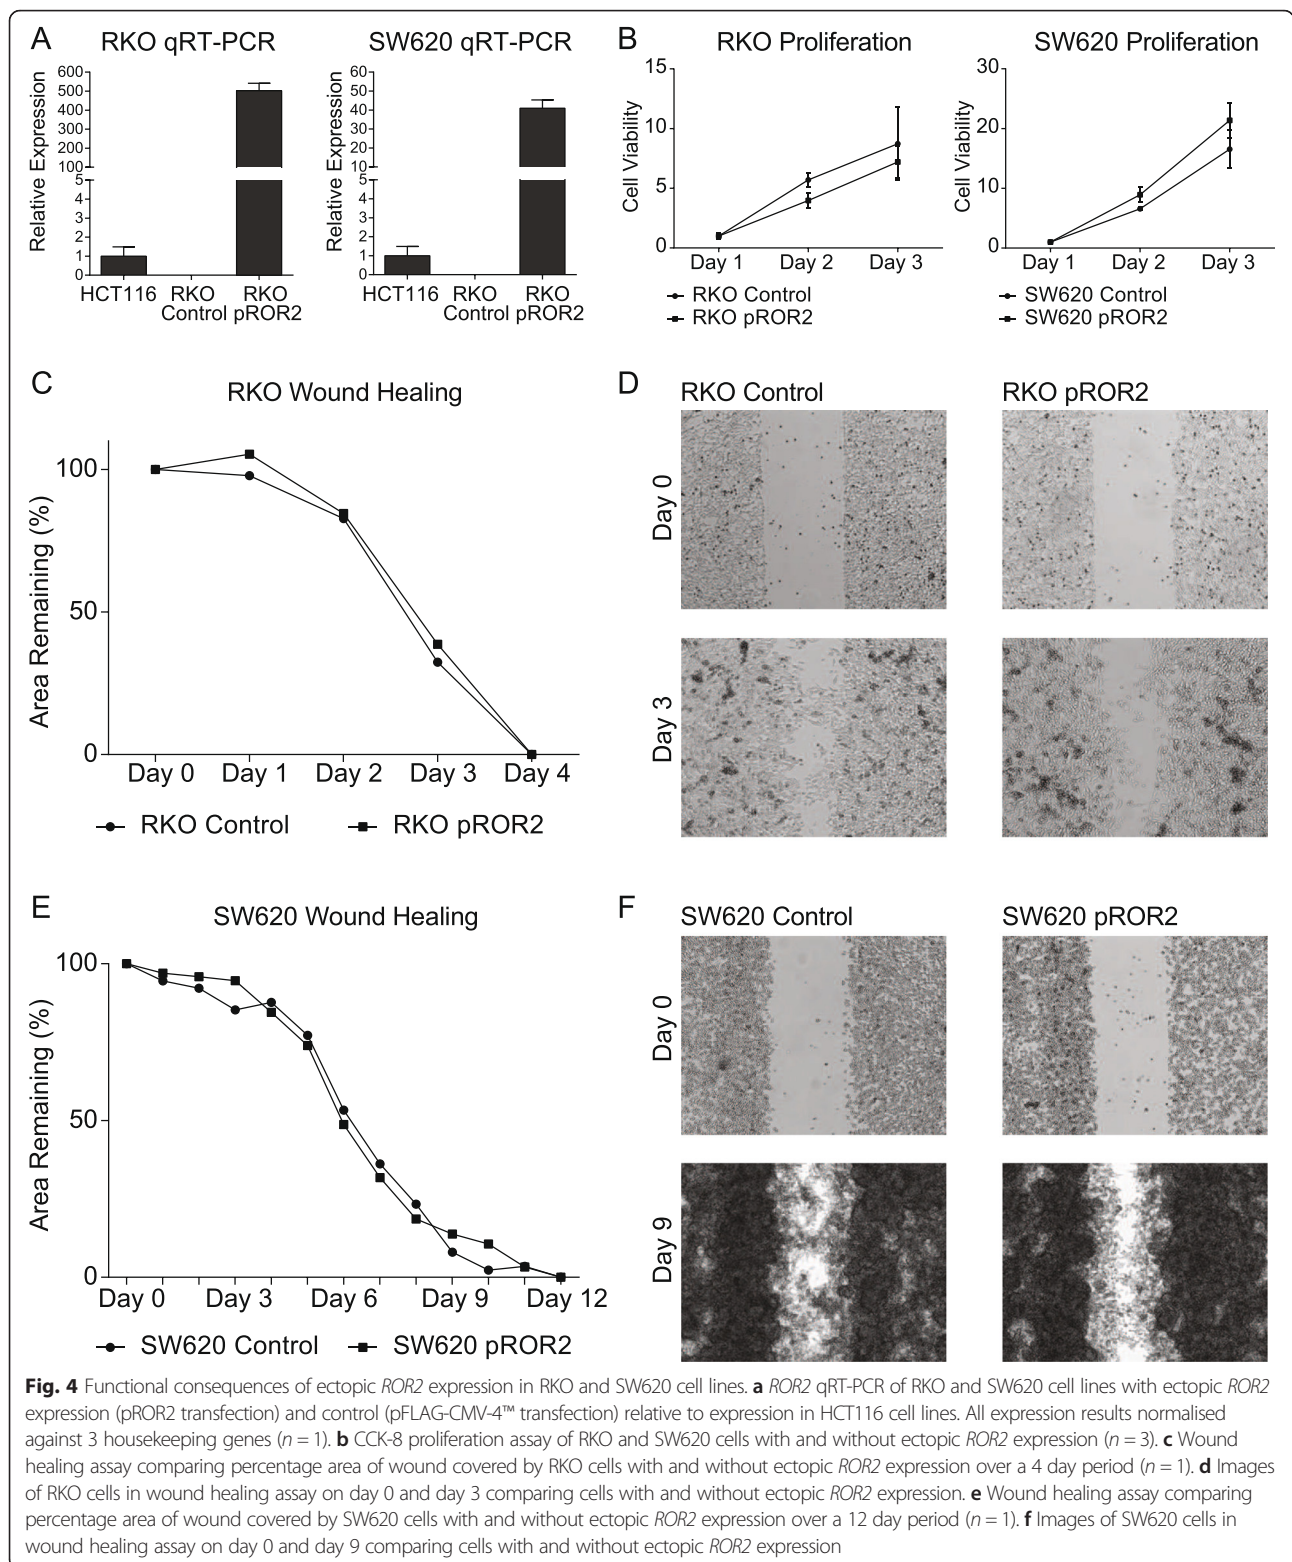 A
RKO qRT-PCR
Relative Expression
600
500
400
300
200
100
5
4
3
2
1
0
HCT116 RKO RKO
Control pROR2
SW620 qRT-PCR
Relative Expression
60
50
40
30
20
10
5
4
3
2
1
0
HCT116 RKO RKO
Control pROR2
B
RKO Proliferation
Cell Viability
15
10
5
0
Day 1 Day 2 Day 3
RKO Control
RKO pROR2
SW620 Proliferation
Cell Viability
30
20
10
0
Day 1 Day 2 Day 3
SW620 Control
SW620 pROR2
C
RKO Wound Healing
Area Remaining (%)
100
50
0
Day 0 Day 1 Day 2 Day 3 Day 4
RKO Control RKO pROR2
D
RKO Control RKO pROR2
Day 0
Day 3
E
SW620 Wound Healing
Area Remaining (%)
100
50
0
Day 0 Day 3 Day 6 Day 9 Day 12
SW620 Control SW620 pROR2
F
SW620 Control SW620 pROR2
Day 0
Day 9
Fig. 4 Functional consequences of ectopic ROR2 expression in RKO and SW620 cell lines. a ROR2 qRT-PCR of RKO and SW620 cell lines with ectopic ROR2
expression (pROR2 transfection) and control (pFLAG-CMV-4™ transfection) relative to expression in HCT116 cell lines. All expression results normalised
against 3 housekeeping genes (n = 1). b CCK-8 proliferation assay of RKO and SW620 cells with and without ectopic ROR2 expression (n = 3). c Wound
healing assay comparing percentage area of wound covered by RKO cells with and without ectopic ROR2 expression over a 4 day period (n = 1). d Images
of RKO cells in wound healing assay on day 0 and day 3 comparing cells with and without ectopic ROR2 expression. e Wound healing assay comparing
percentage area of wound covered by SW620 cells with and without ectopic ROR2 expression over a 12 day period (n = 1). f Images of SW620 cells in
wound healing assay on day 0 and day 9 comparing cells with and without ectopic ROR2 expression